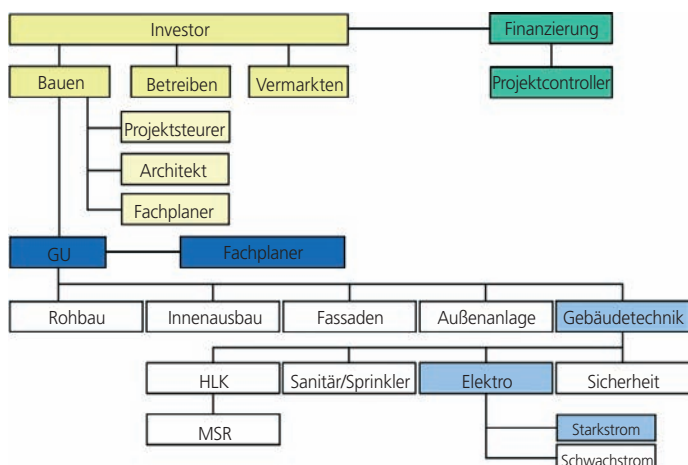 Investor
Finanzierung
Bauen
Betreiben
Vermarkten
Projektcontroller
Projektsteurer
Architekt
Fachplaner
GU
Fachplaner
Rohbau
Innenausbau
Fassaden
Außenanlage
Gebäudetechnik
HLK
Sanitär/Sprinkler
Elektro
Sicherheit
MSR
Starkstrom
Schwachstrom